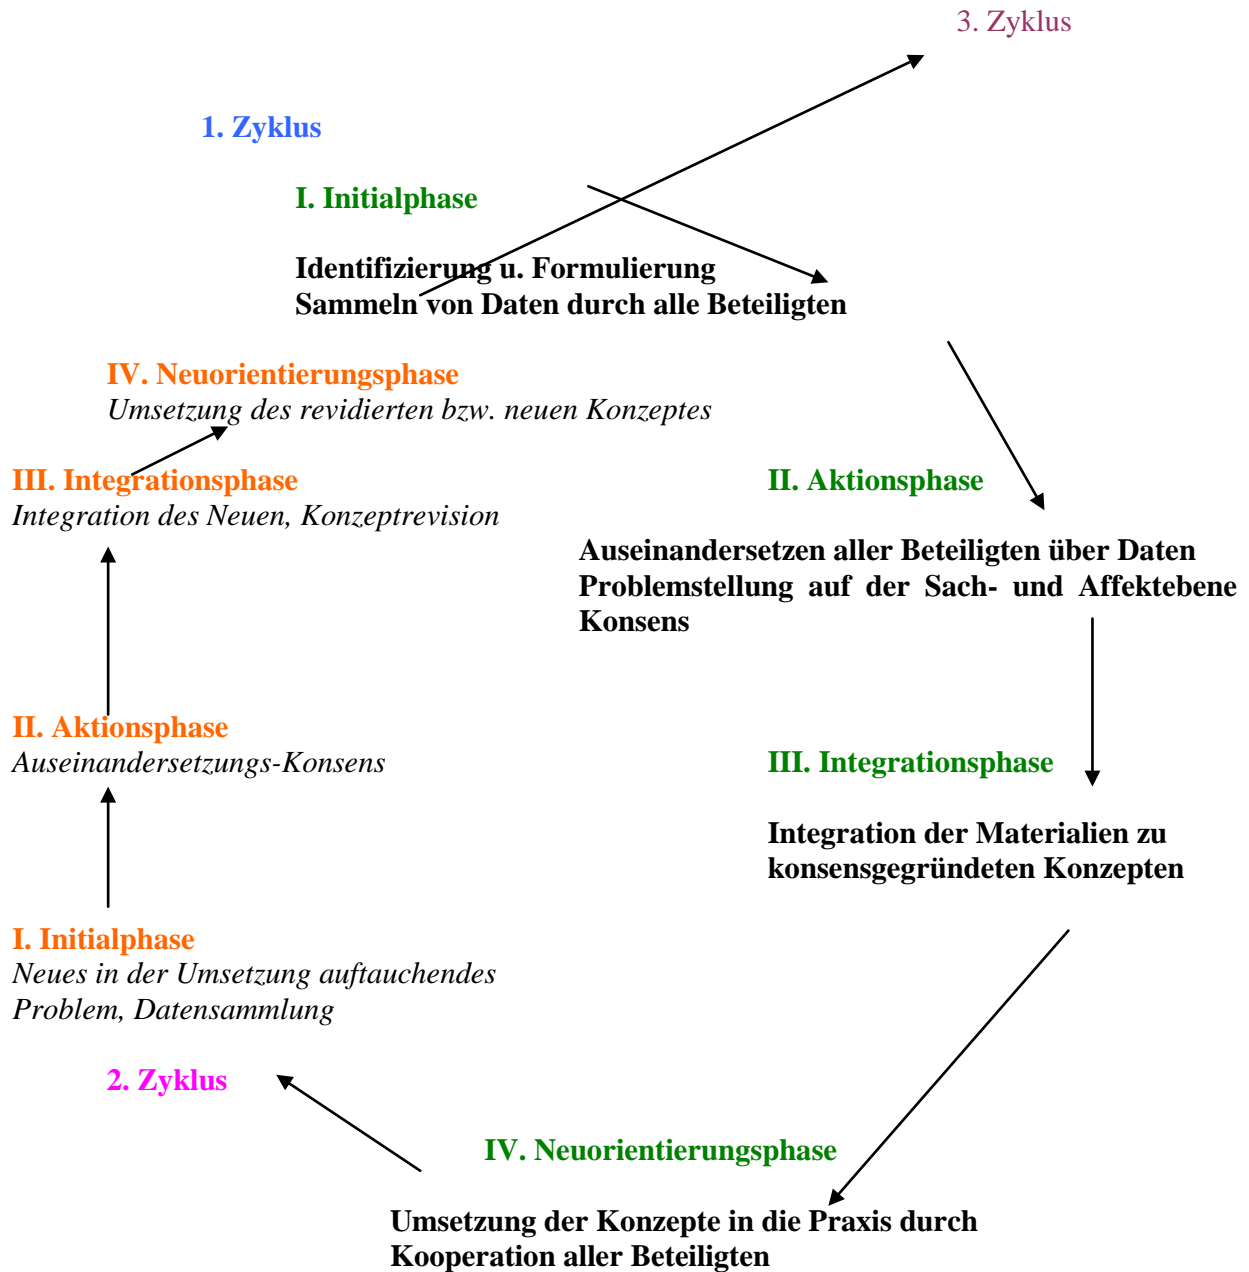 3. Zyklus
1. Zyklus
I. Initialphase
Identifizierung u. Formulierung
Sammeln von Daten durch alle Beteiligten
IV. Neuorientierungsphase
Umsetzung des revidierten bzw. neuen Konzeptes
III. Integrationsphase
Integration des Neuen, Konzeptrevision
II. Aktionsphase
Auseinandersetzen aller Beteiligten über Daten
Problemstellung auf der Sach- und Affektebene
Konsens
II. Aktionsphase
Auseinandersetzungs-Konsens
III. Integrationsphase
Integration der Materialien zu
konsensgegründeten Konzepten
I. Initialphase
Neues in der Umsetzung auftauchendes
Problem, Datensammlung
2. Zyklus
IV. Neuorientierungsphase
Umsetzung der Konzepte in die Praxis durch
Kooperation aller Beteiligten